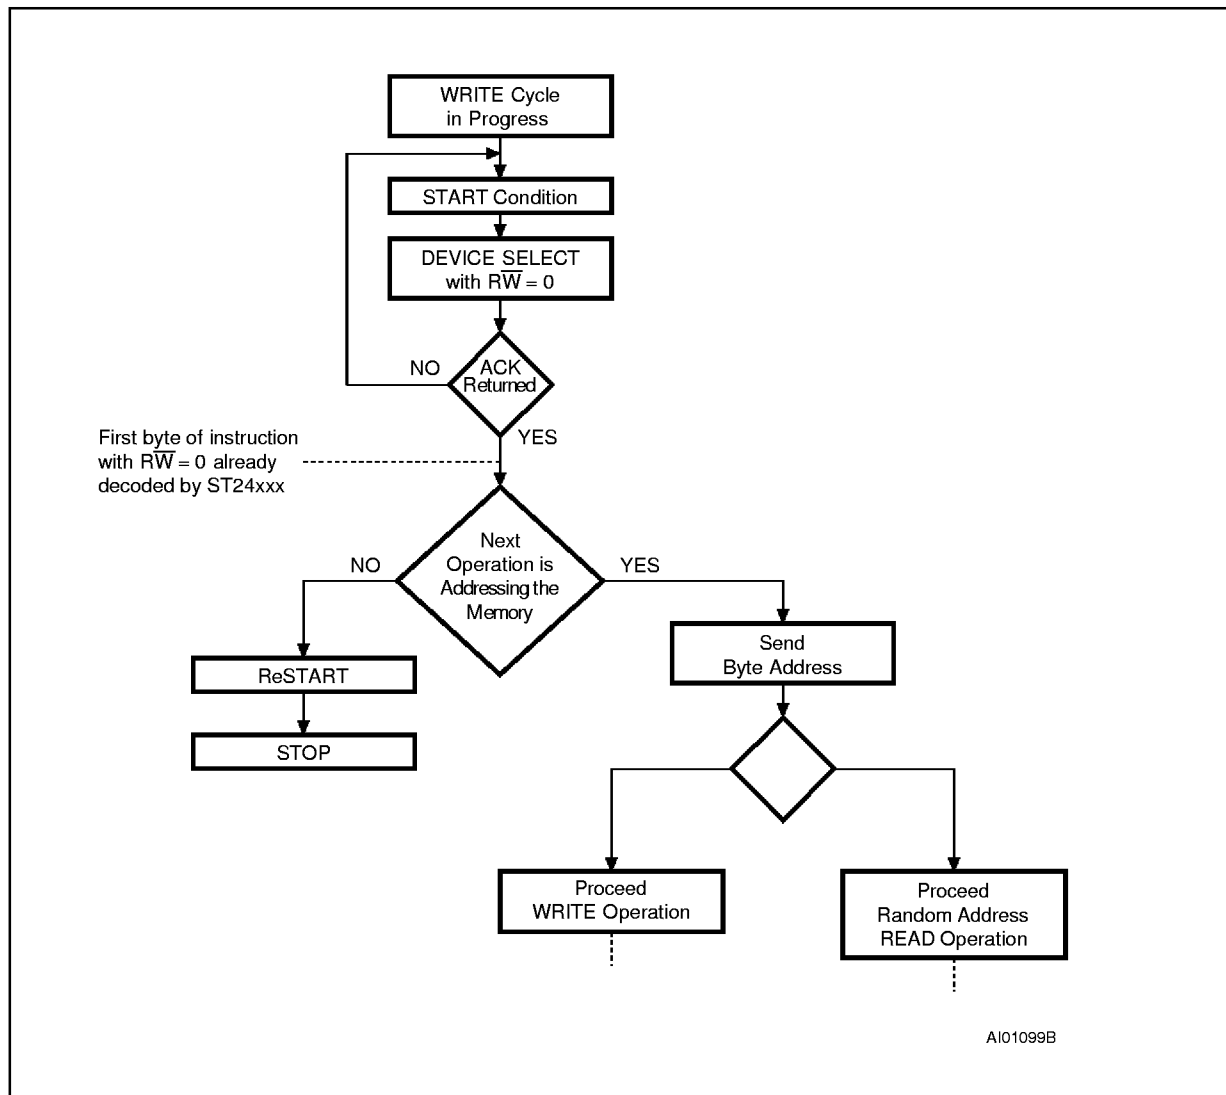 WRITE Cycle
in Progress
START Condition
DEVICE SELECT
with RW̅ = 0
NO
ACK
Returned
YES
First byte of instruction
with RW̅ = 0 already
decoded by ST24xxx
NO
Next
Operation is
Addressing the
Memory
YES
Send
Byte Address
ReSTART
STOP
Proceed
WRITE Operation
Proceed
Random Address
READ Operation
AI01099B